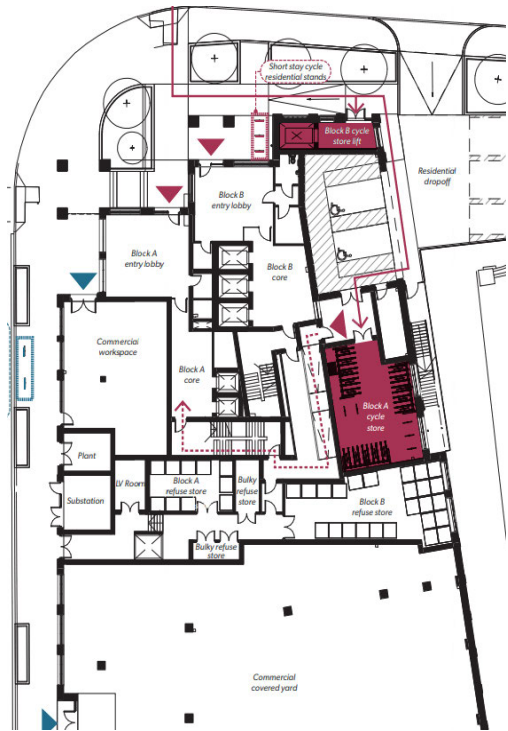 Short stay cycle
residential stands
Block B cycle
store lift
Residential
dropoff
Block B
entry lobby
Block A
entry lobby
Block B
core
Commercial
workspace
Block A
core
Block A
cycle
store
Plant
Substation
LV Room
Block A
refuse store
Bulky
refuse
store
Block B
refuse store
Bulky refuse
store
Commercial
covered yard